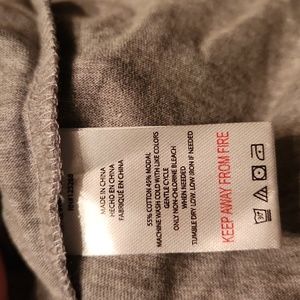 MADE IN CHINA
HECHO EN CHINA
FABRIQUÉ EN CHINA
55% COTTON 45% MODAL
MACHINE WASH COLD WITH LIKE COLORS
GENTLE CYCLE
ONLY NON-CHLORINE BLEACH
WHEN NEEDED
TUMBLE DRY LOW. LOW IRON IF NEEDED
KEEP AWAY FROM FIRE